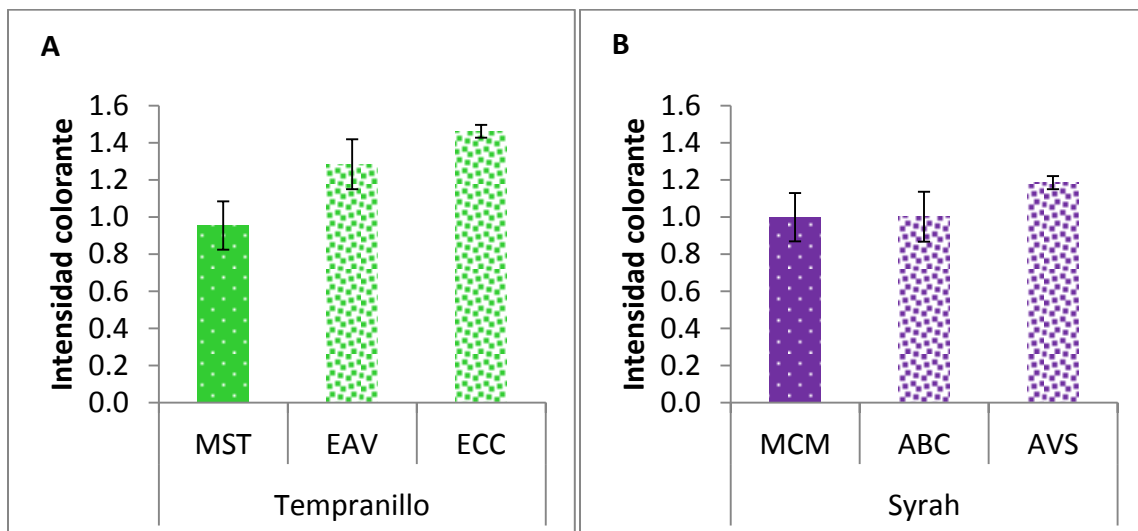 A
Intensidad colorante
1.6
1.4
1.2
1.0
0.8
0.6
0.4
0.2
0.0
MST EAV ECC
Tempranillo
B
Intensidad colorante
1.6
1.4
1.2
1.0
0.8
0.6
0.4
0.2
0.0
MCM ABC AVS
Syrah